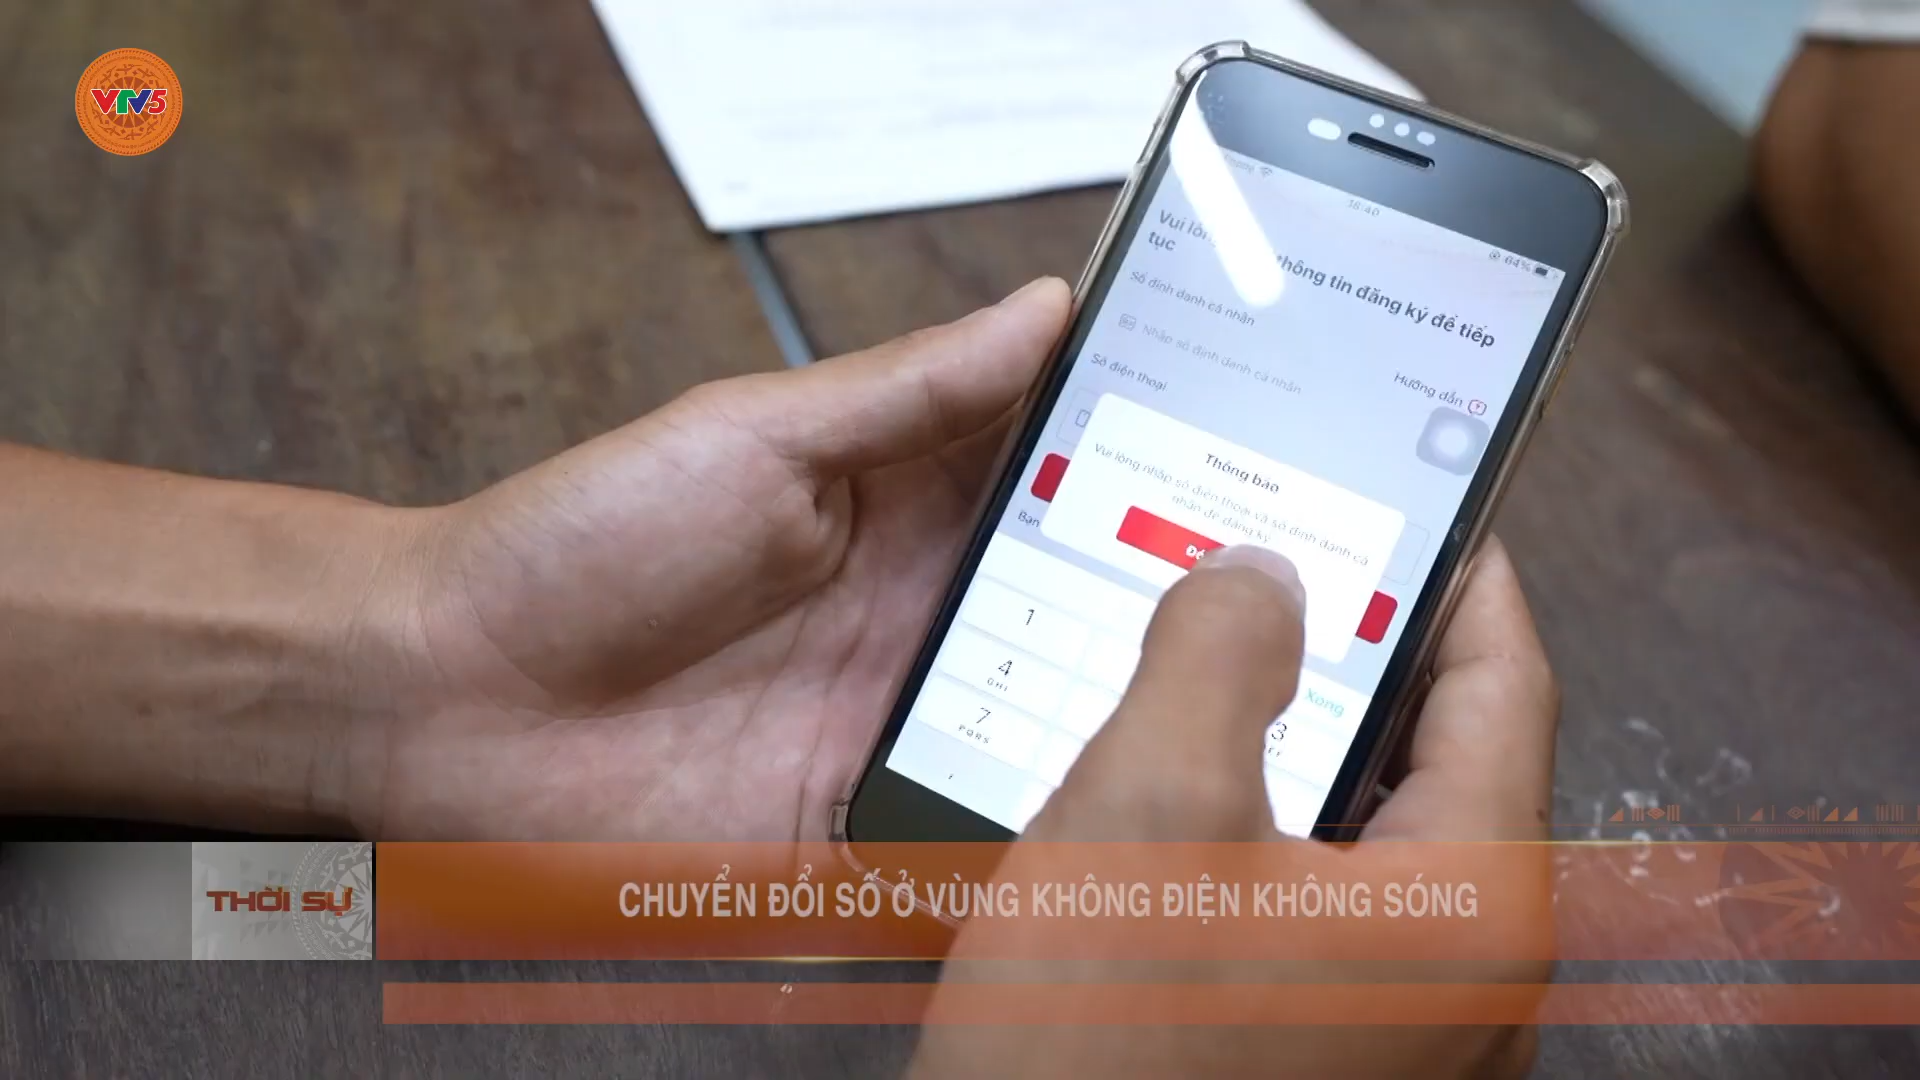 VTV5
18:40
64%
Vui thông tin đăng ký để tiếp
tục
Số định danh cá nhân
Nhập số định danh cá nhân
Số điện thoại
Hướng dẫn
Thông báo
Vui lòng nhập số điện thoại và số định danh cá
nhân để đăng ký
Bạn
Xong
1
3
4
GHI
7
PQRS
THỜI SỰ
CHUYỂN ĐỔI SỐ Ở VÙNG KHÔNG ĐIỆN KHÔNG SÓNG